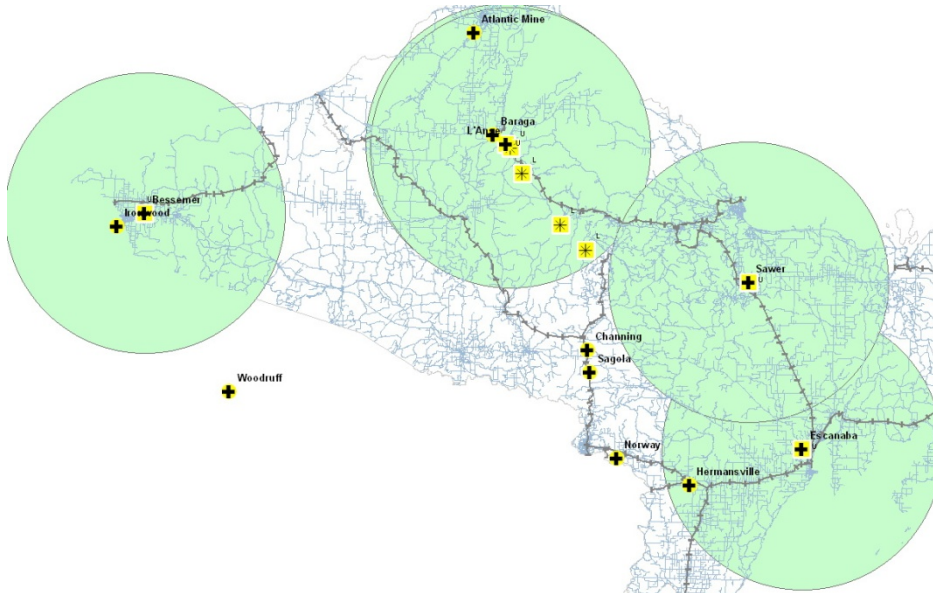 Atlantic Mine
Baraga
L'Anse
U
U
L
Bessemer
U
Ironwood
L
L
Sawer
U
Channing
Sagola
Woodruff
Escanaba
U
Norway
Hermansville